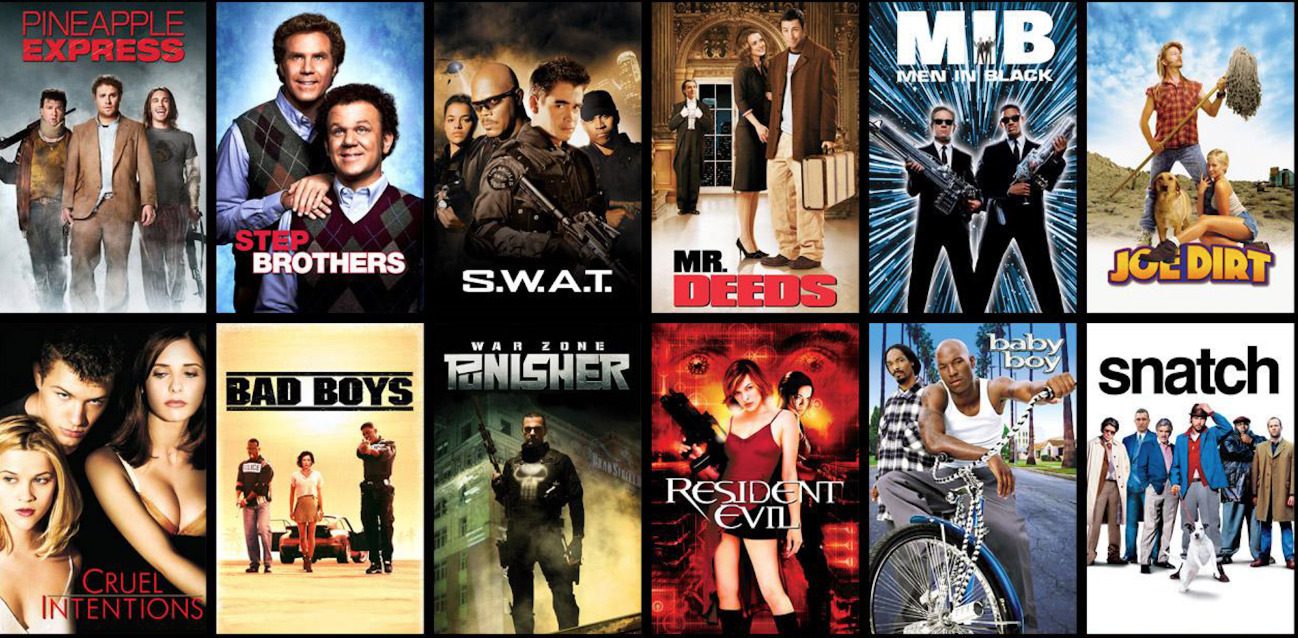 PINEAPPLE
EXPRESS
STEP
BROTHERS
S.W.A.T.
MR.
DEEDS
MIB
MEN IN BLACK
JOE DIRT
CRUEL
INTENTIONS
BAD BOYS
POLICE
WAR ZONE
PUNISHER
RESIDENT
EVIL
baby
boy
snatch